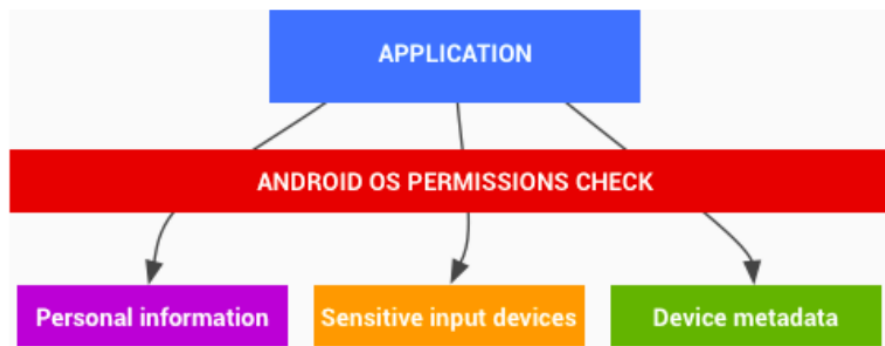 APPLICATION
ANDROID OS PERMISSIONS CHECK
Personal information
Sensitive input devices
Device metadata